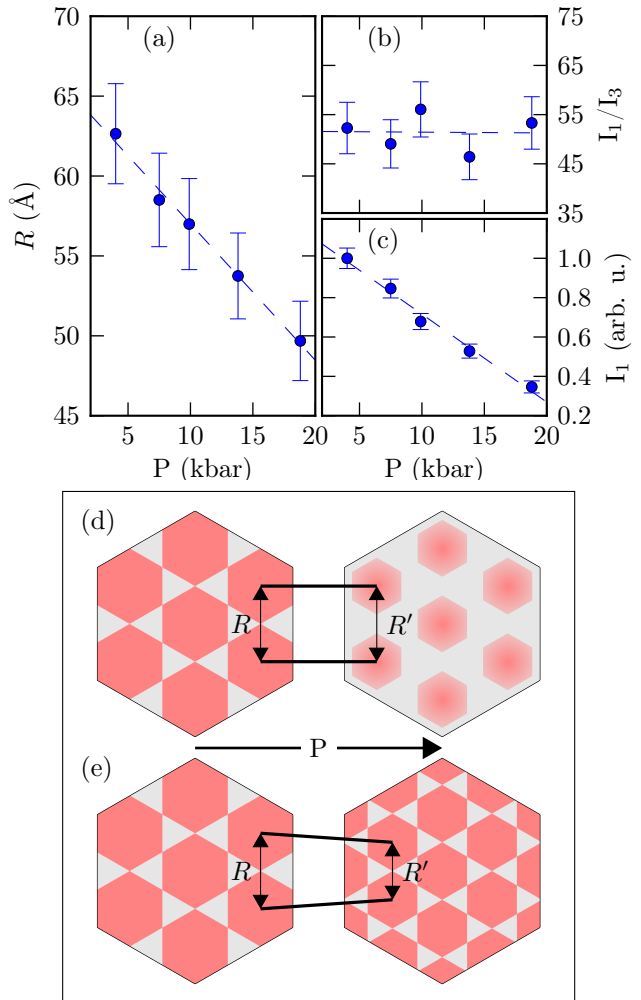 (a)
70
65
60
55
50
45
R (Å)
5
10
15
20
P (kbar)
(b)
75
65
55
45
35
I₁/I₃
(c)
1.0
0.8
0.6
0.4
0.2
I₁ (arb. u.)
5
10
15
20
P (kbar)
(d)
R
R′
P
(e)
R
R′